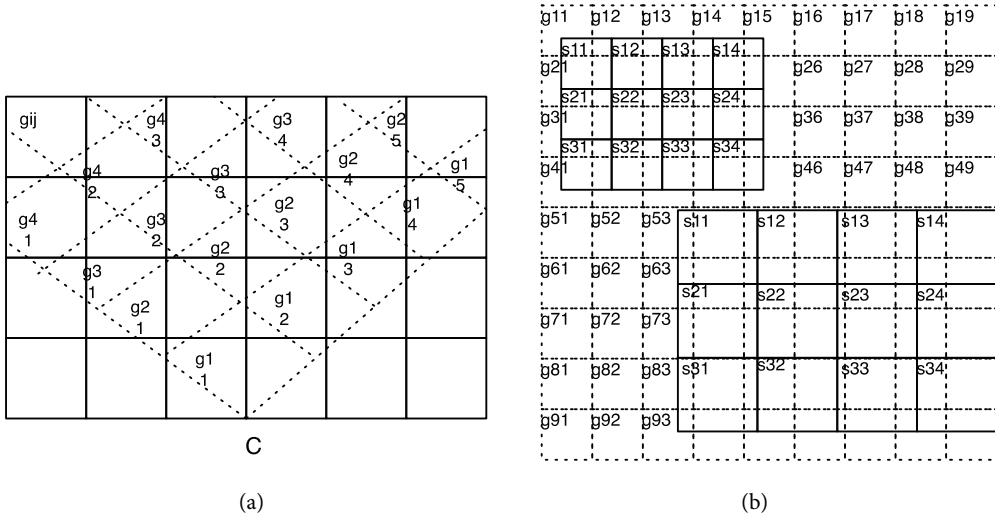 gij
g4
3
g3
4
g2
5
g4
2
g3
3
g2
4
g1
5
g4
1
g3
2
g2
3
g1
4
g3
1
g2
2
g1
3
g2
1
g1
2
g1
1
C
(a)
g11 g12 g13 g14 g15 g16 g17 g18 g19
s11 s12 s13 s14
g21 g26 g27 g28 g29
s21 s22 s23 s24
g31 g36 g37 g38 g39
s31 s32 s33 s34
g41 g46 g47 g48 g49
g51 g52 g53 s11 s12 s13 s14
g61 g62 g63
s21 s22 s23 s24
g71 g72 g73
g81 g82 g83 s31 s32 s33 s34
g91 g92 g93
(b)